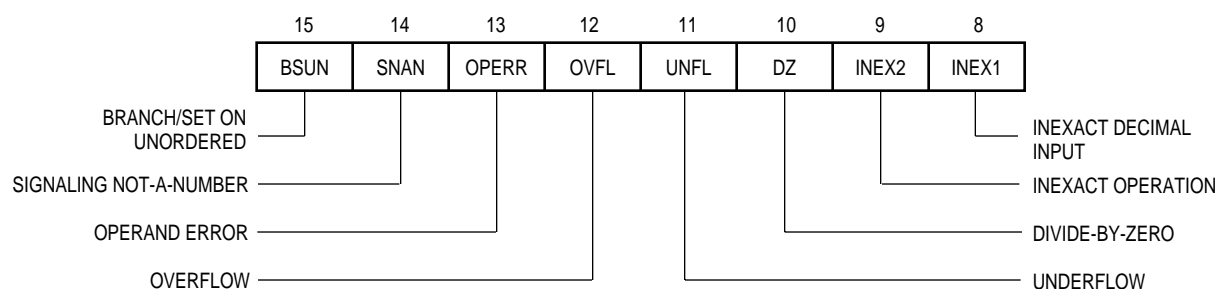 15 14 13 12 11 10 9 8
BSUN SNAN OPERR OVFL UNFL DZ INEX2 INEX1
BRANCH/SET ON
UNORDERED
INEXACT DECIMAL
INPUT
SIGNALING NOT-A-NUMBER
INEXACT OPERATION
OPERAND ERROR
DIVIDE-BY-ZERO
OVERFLOW
UNDERFLOW